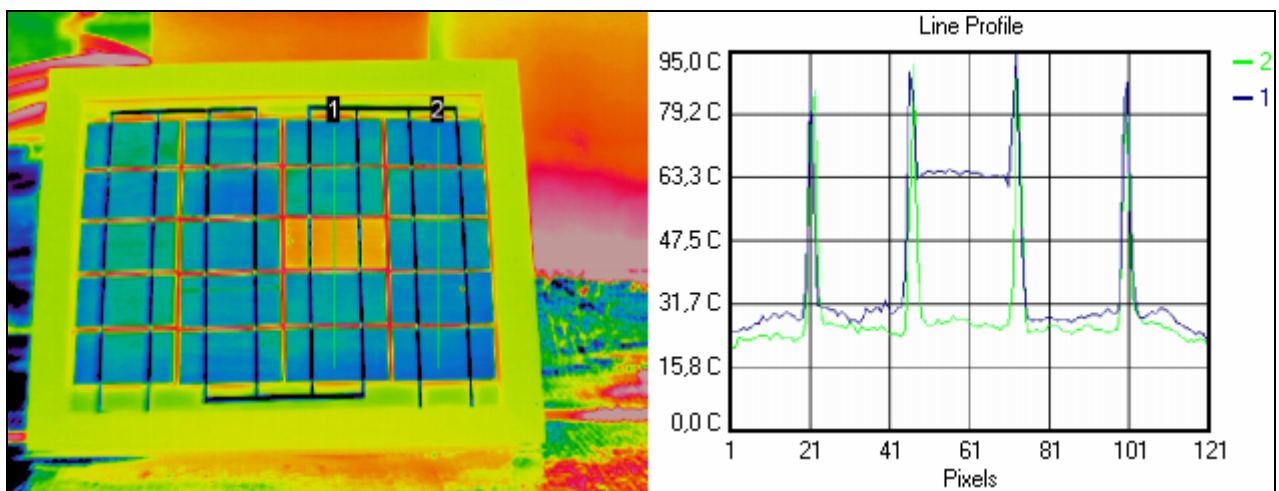 1
2
Line Profile
95,0 C
79,2 C
63,3 C
47,5 C
31,7 C
15,8 C
0,0 C
1 21 41 61 81 101 121
Pixels
2
1